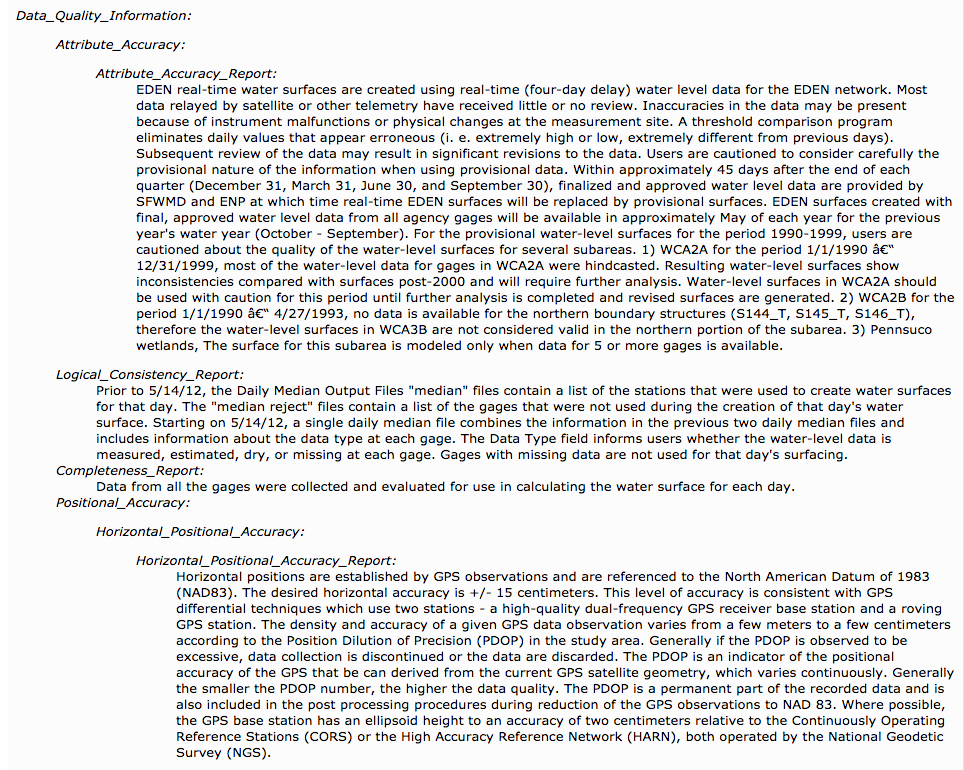 Data_Quality_Information:
Attribute_Accuracy:
Attribute_Accuracy_Report:
EDEN real-time water surfaces are created using real-time (four-day delay) water level data for the EDEN network. Most
data relayed by satellite or other telemetry have received little or no review. Inaccuracies in the data may be present
because of instrument malfunctions or physical changes at the measurement site. A threshold comparison program
eliminates daily values that appear erroneous (i. e. extremely high or low, extremely different from previous days).
Subsequent review of the data may result in significant revisions to the data. Users are cautioned to consider carefully the
provisional nature of the information when using provisional data. Within approximately 45 days after the end of each
quarter (December 31, March 31, June 30, and September 30), finalized and approved water level data are provided by
SFWMD and ENP at which time real-time EDEN surfaces will be replaced by provisional surfaces. EDEN surfaces created with
final, approved water level data from all agency gages will be available in approximately May of each year for the previous
year's water year (October - September). For the provisional water-level surfaces for the period 1990-1999, users are
cautioned about the quality of the water-level surfaces for several subareas. 1) WCA2A for the period 1/1/1990 â€“
12/31/1999, most of the water-level data for gages in WCA2A were hindcasted. Resulting water-level surfaces show
inconsistencies compared with surfaces post-2000 and will require further analysis. Water-level surfaces in WCA2A should
be used with caution for this period until further analysis is completed and revised surfaces are generated. 2) WCA2B for the
period 1/1/1990 â€“ 4/27/1993, no data is available for the northern boundary structures (S144_T, S145_T, S146_T),
therefore the water-level surfaces in WCA3B are not considered valid in the northern portion of the subarea. 3) Pennsuco
wetlands, The surface for this subarea is modeled only when data for 5 or more gages is available.
Logical_Consistency_Report:
Prior to 5/14/12, the Daily Median Output Files "median" files contain a list of the stations that were used to create water surfaces
for that day. The "median reject" files contain a list of the gages that were not used during the creation of that day's water
surface. Starting on 5/14/12, a single daily median file combines the information in the previous two daily median files and
includes information about the data type at each gage. The Data Type field informs users whether the water-level data is
measured, estimated, dry, or missing at each gage. Gages with missing data are not used for that day's surfacing.
Completeness_Report:
Data from all the gages were collected and evaluated for use in calculating the water surface for each day.
Positional_Accuracy:
Horizontal_Positional_Accuracy:
Horizontal_Positional_Accuracy_Report:
Horizontal positions are established by GPS observations and are referenced to the North American Datum of 1983
(NAD83). The desired horizontal accuracy is +/- 15 centimeters. This level of accuracy is consistent with GPS
differential techniques which use two stations - a high-quality dual-frequency GPS receiver base station and a roving
GPS station. The density and accuracy of a given GPS data observation varies from a few meters to a few centimeters
according to the Position Dilution of Precision (PDOP) in the study area. Generally if the PDOP is observed to be
excessive, data collection is discontinued or the data are discarded. The PDOP is an indicator of the positional
accuracy of the GPS that be can derived from the current GPS satellite geometry, which varies continuously. Generally
the smaller the PDOP number, the higher the data quality. The PDOP is a permanent part of the recorded data and is
also included in the post processing procedures during reduction of the GPS observations to NAD 83. Where possible,
the GPS base station has an ellipsoid height to an accuracy of two centimeters relative to the Continuously Operating
Reference Stations (CORS) or the High Accuracy Reference Network (HARN), both operated by the National Geodetic
Survey (NGS).